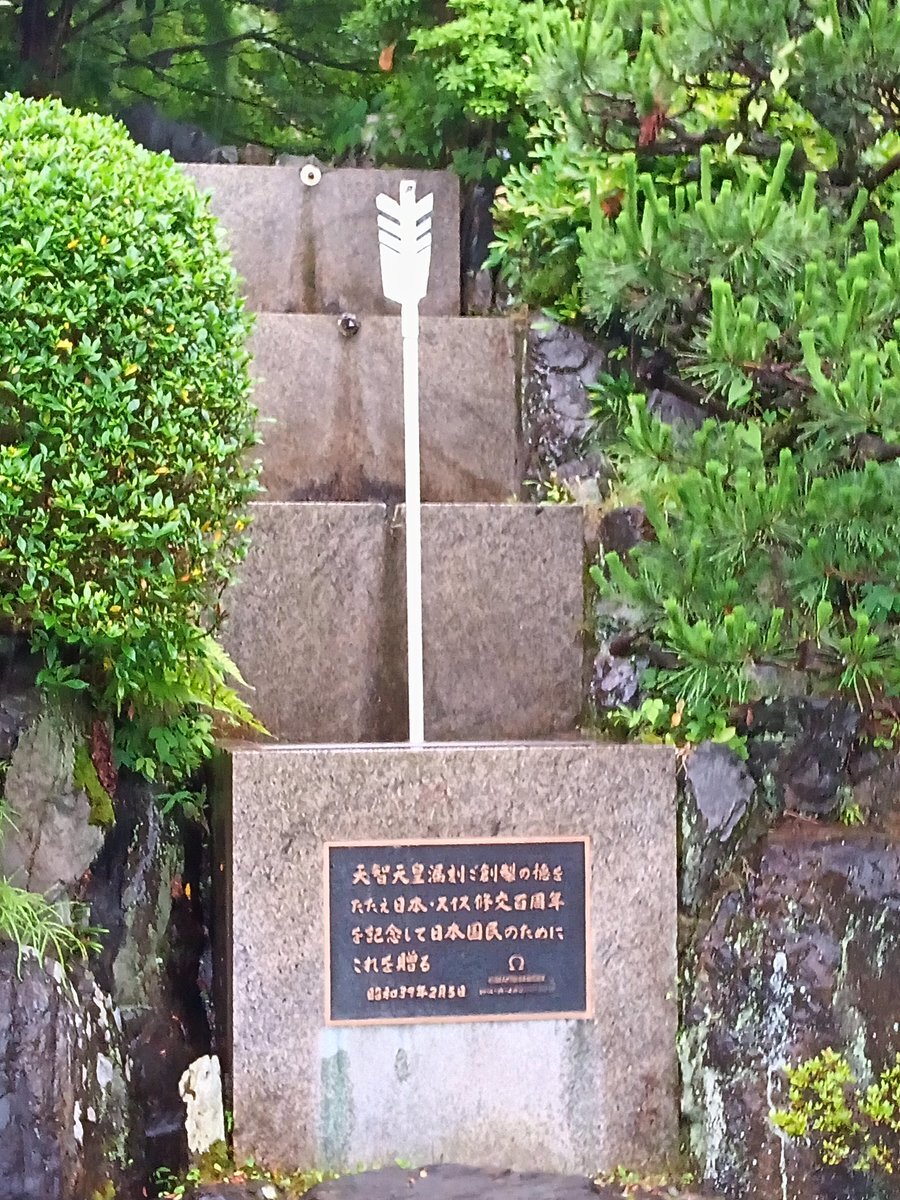 天智天皇漏刻ご創製の徳を
たたえ日本・スイス修交百周年
を記念して日本国民のために
これを贈る
Ω
昭和39年2月5日